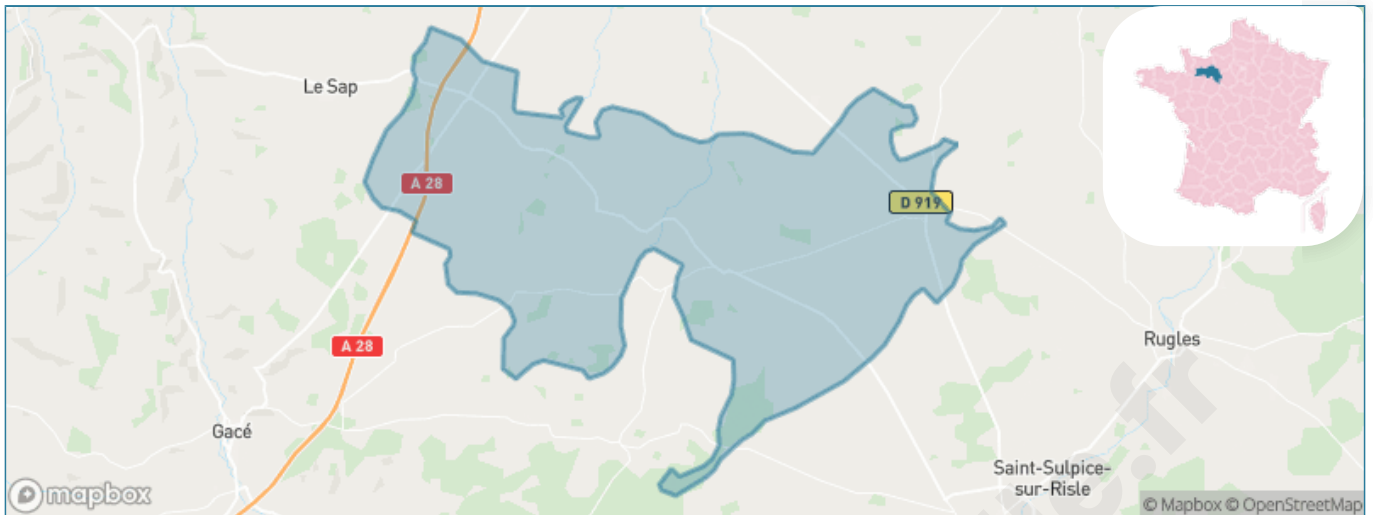 Le Sap
A 28
D 919
A 28
Rugles
Gacé
Saint-Sulpice-
sur-Risle
mapbox
© Mapbox © OpenStreetMap